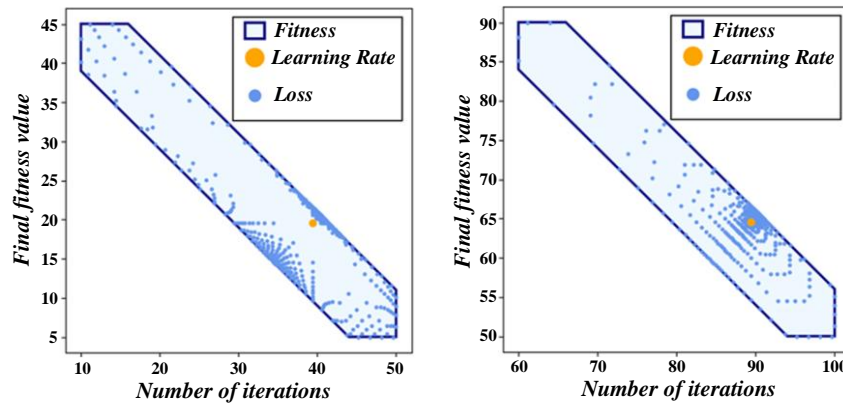 45
40
35
30
25
20
15
10
5
Final fitness value
Fitness
Learning Rate
Loss
10
20
30
40
50
Number of iterations
90
85
80
75
70
65
60
55
50
Final fitness value
Fitness
Learning Rate
Loss
60
70
80
90
100
Number of iterations